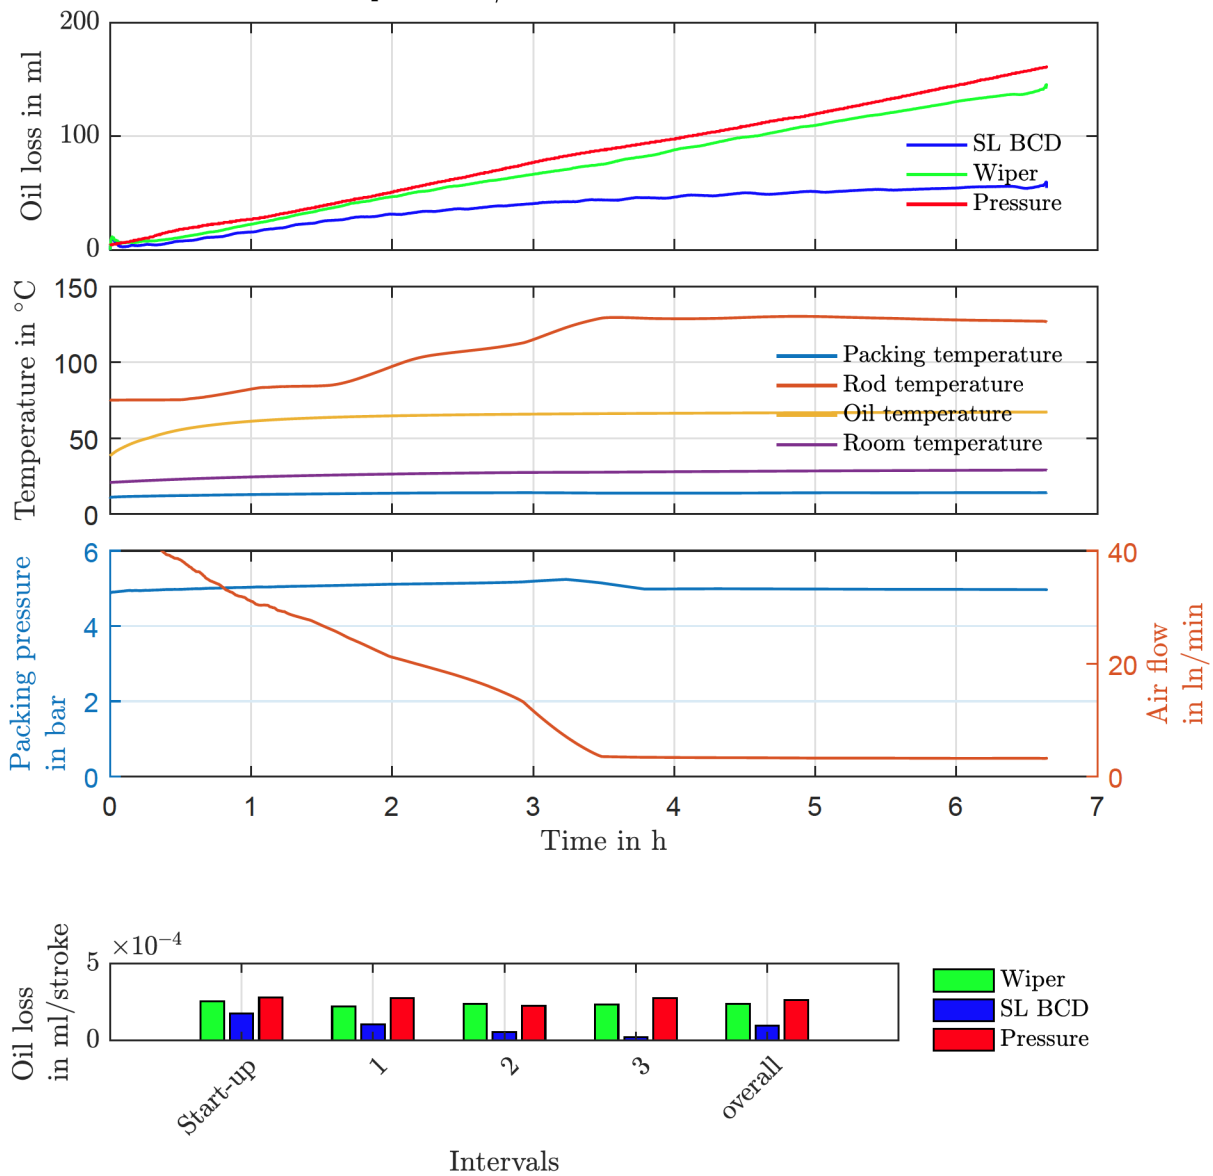 200
100
0
Oil loss in ml
SL BCD
Wiper
Pressure
150
100
50
0
Temperature in °C
Packing temperature
Rod temperature
Oil temperature
Room temperature
6
4
2
0
Packing pressure
in bar
40
20
0
Air flow
in ln/min
0 1 2 3 4 5 6 7
Time in h
×10⁻⁴
5
0
Oil loss
in ml/stroke
Wiper
SL BCD
Pressure
Start-up 1 2 3 overall
Intervals